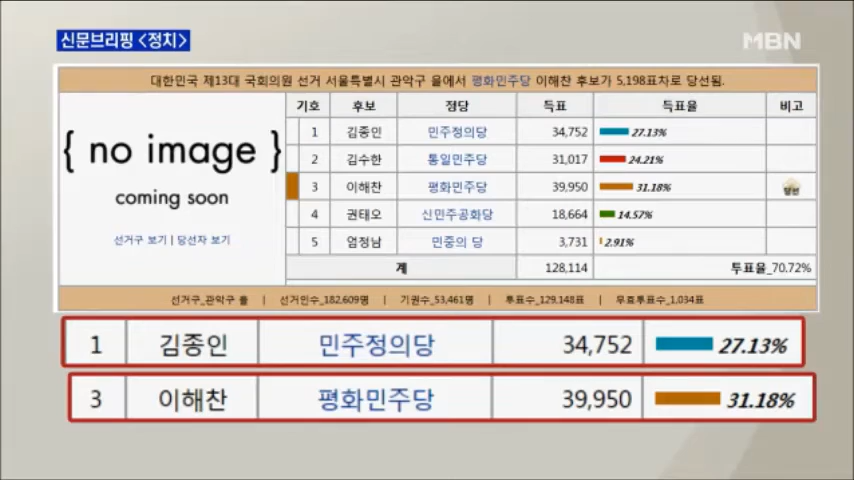 신문브리핑 <정치>
MBN
대한민국 제13대 국회의원 선거 서울특별시 관악구 을에서 평화민주당 이해찬 후보가 5,198표차로 당선됨.
기호 후보 정당 득표 득표율 비고
1 김종인 민주정의당 34,752 27.13%
2 김수한 통일민주당 31,017 24.21%
3 이해찬 평화민주당 39,950 31.18% 당선
4 권태오 신민주공화당 18,664 14.57%
5 엄정남 민중의 당 3,731 2.91%
계 128,114 투표율_70.72%
{ no image }
coming soon
선거구 보기 | 당선자 보기
선거구_관악구 을 | 선거인수_182,609명 | 기권수_53,461명 | 투표수_129,148표 | 무효투표수_1,034표
1 김종인 민주정의당 34,752 27.13%
3 이해찬 평화민주당 39,950 31.18%